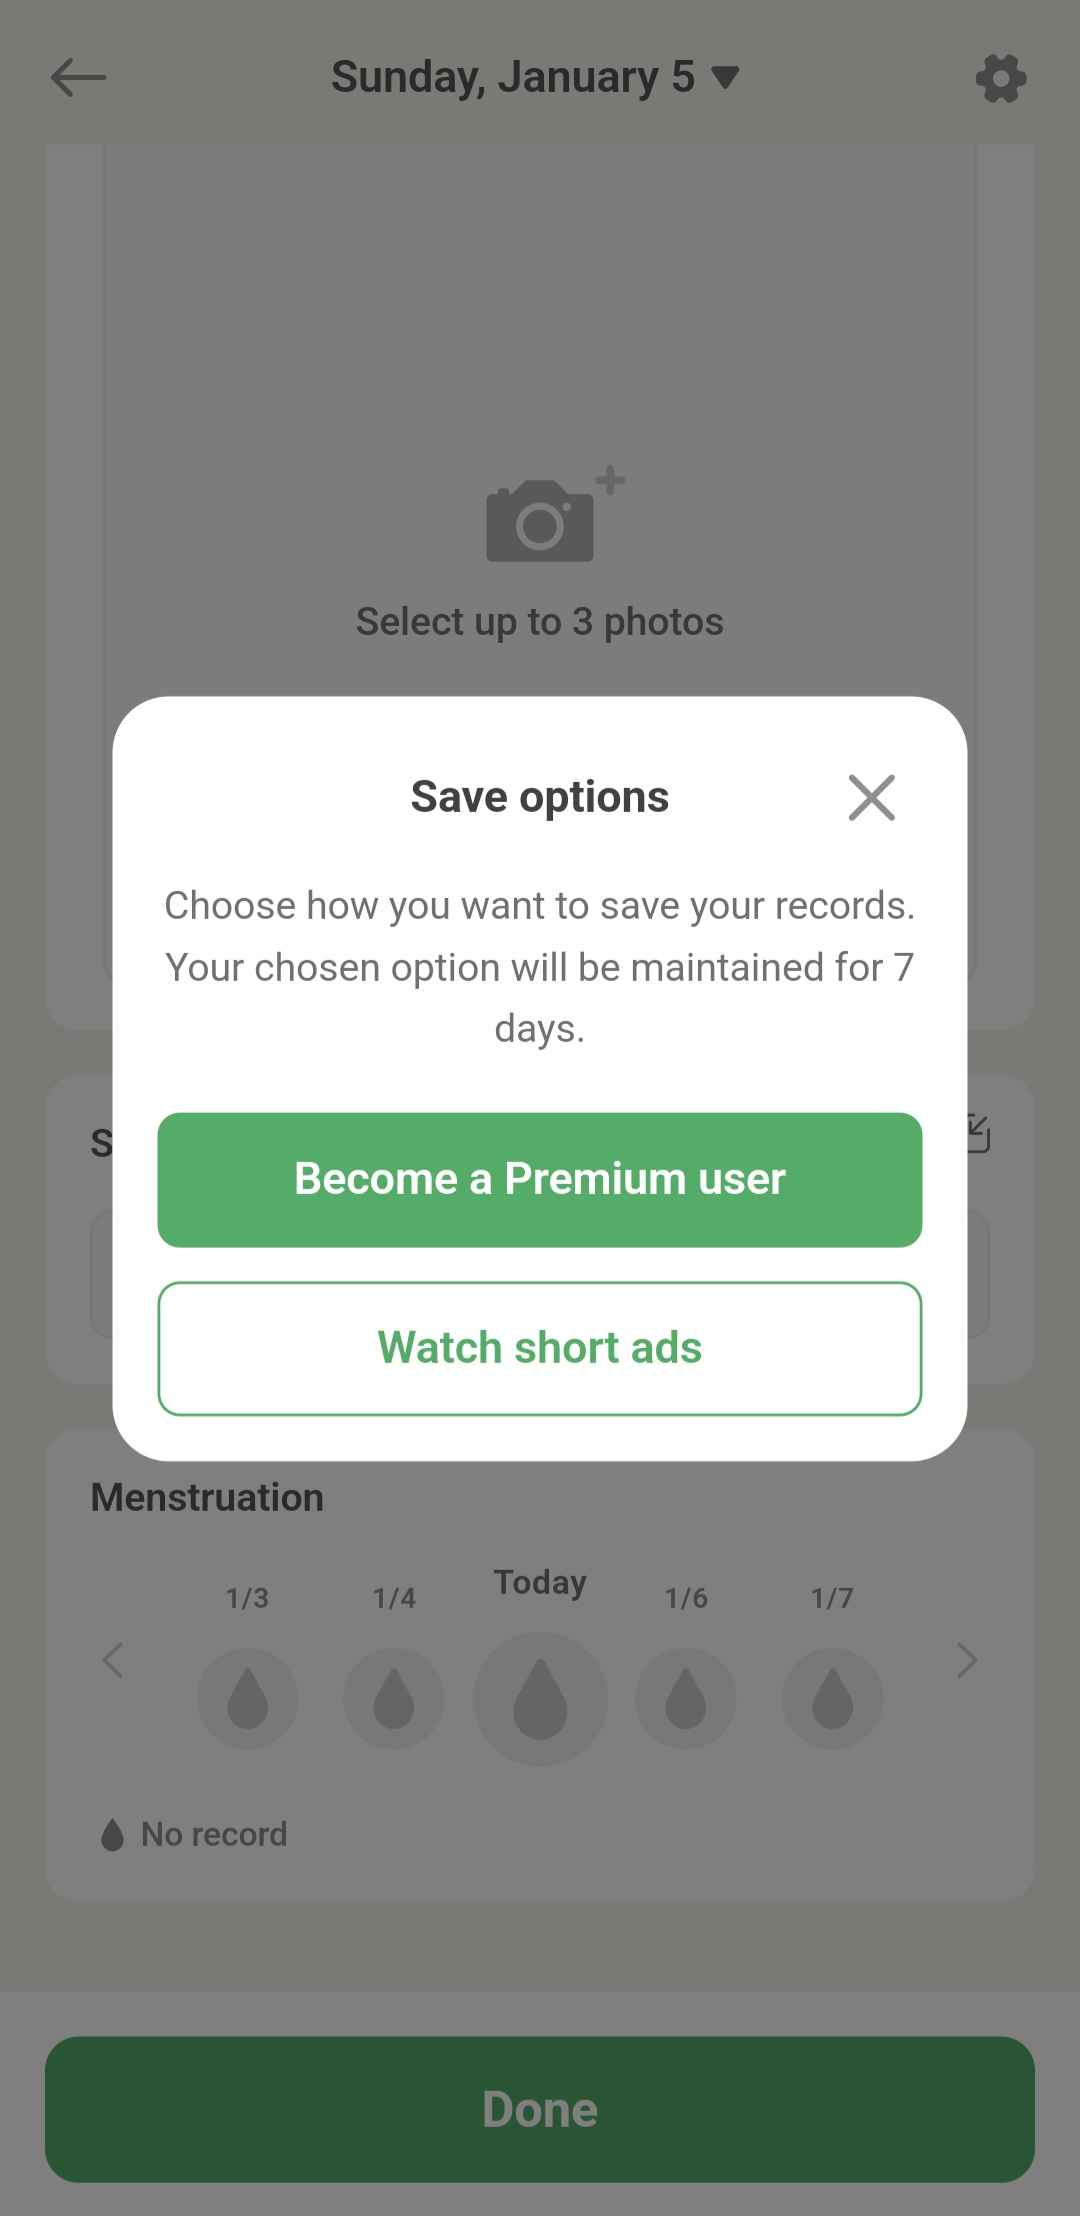 Sunday, January 5
Select up to 3 photos
Save options
Choose how you want to save your records.
Your chosen option will be maintained for 7
days.
Become a Premium user
Watch short ads
Menstruation
1/3 1/4 Today 1/6 1/7
No record
Done